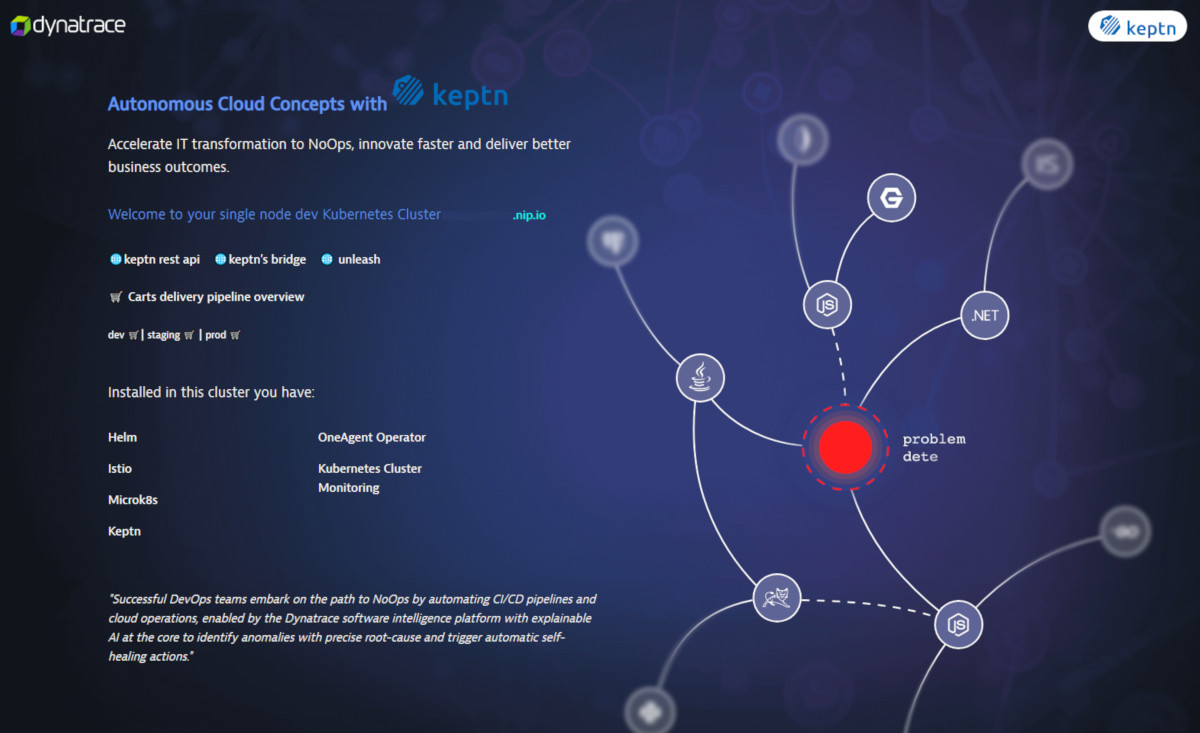 dynatrace
keptn
Autonomous Cloud Concepts with keptn
Accelerate IT transformation to NoOps, innovate faster and deliver better
business outcomes.
Welcome to your single node dev Kubernetes Cluster .nip.io
keptn rest api keptn's bridge unleash
Carts delivery pipeline overview
dev | staging | prod
Installed in this cluster you have:
Helm OneAgent Operator
Istio Kubernetes Cluster
Monitoring
Microk8s
Keptn
"Successful DevOps teams embark on the path to NoOps by automating CI/CD pipelines and
cloud operations, enabled by the Dynatrace software intelligence platform with explainable
AI at the core to identify anomalies with precise root-cause and trigger automatic self-
healing actions."
JS
.NET
problem
dete
JS